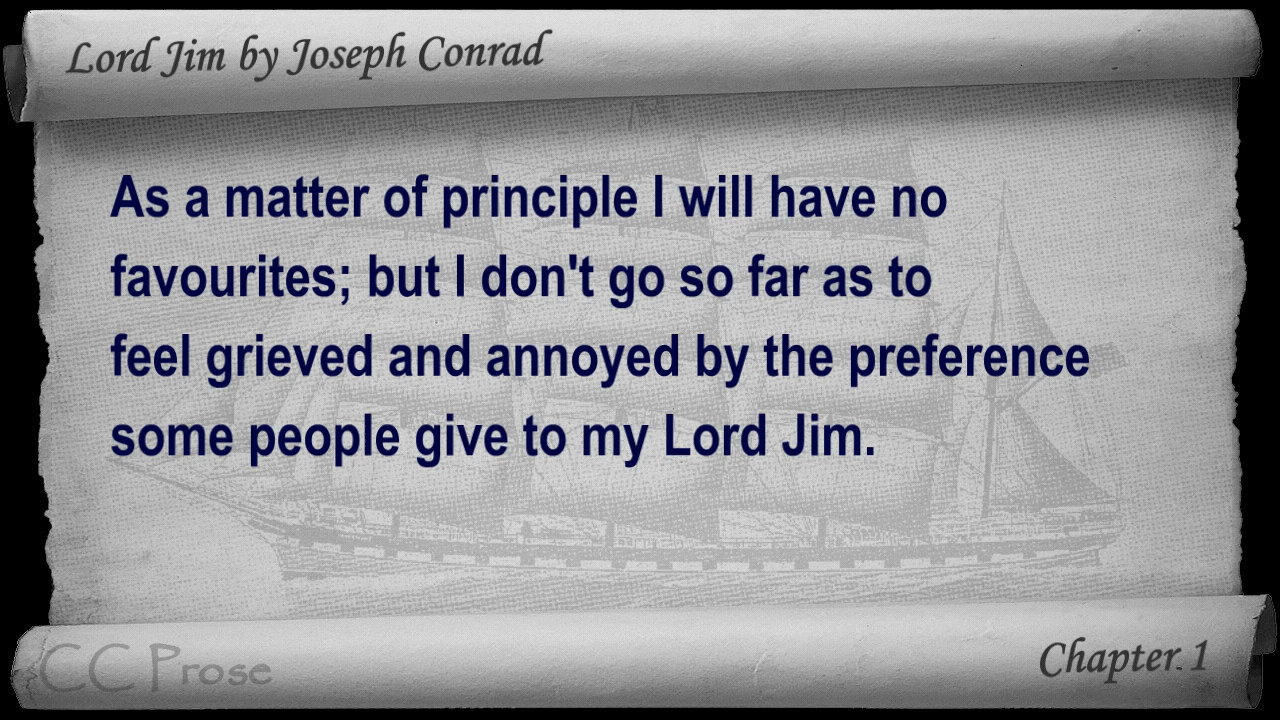 Lord Jim by Joseph Conrad
As a matter of principle I will have no
favourites; but I don't go so far as to
feel grieved and annoyed by the preference
some people give to my Lord Jim.
CC Prose
Chapter 1